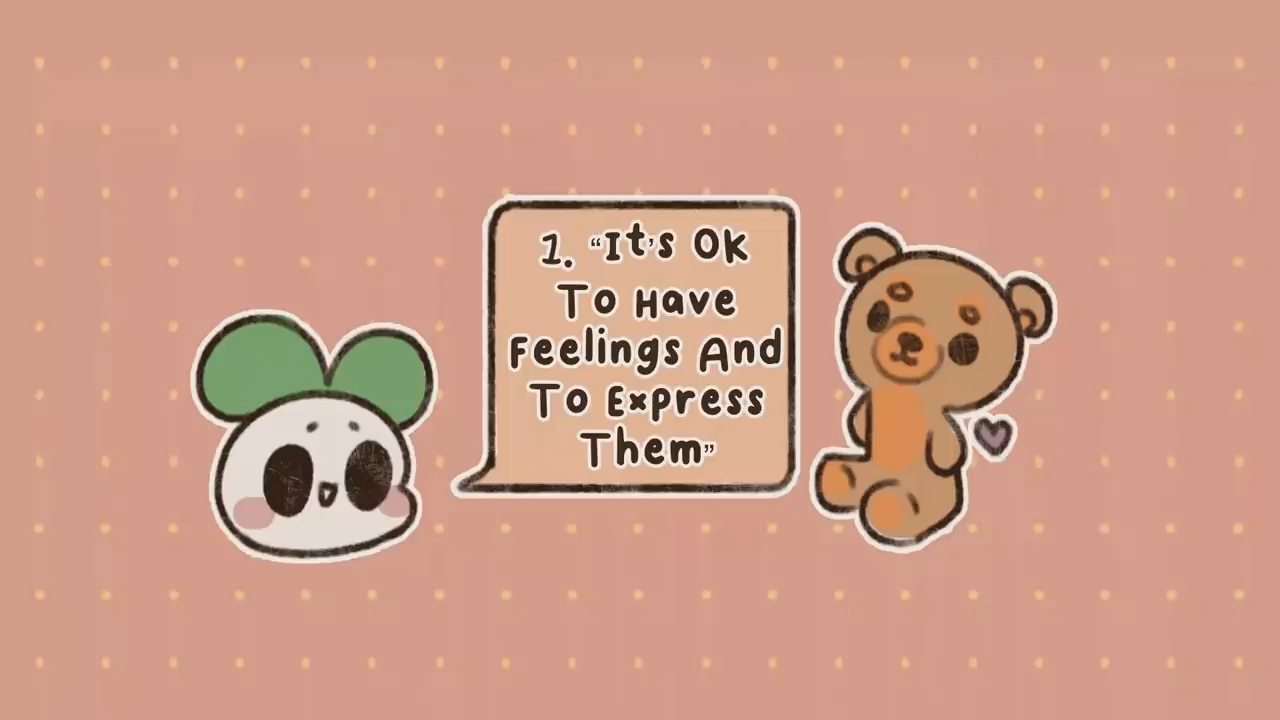 1. “It’s OK
To Have
Feelings And
To Express
Them”